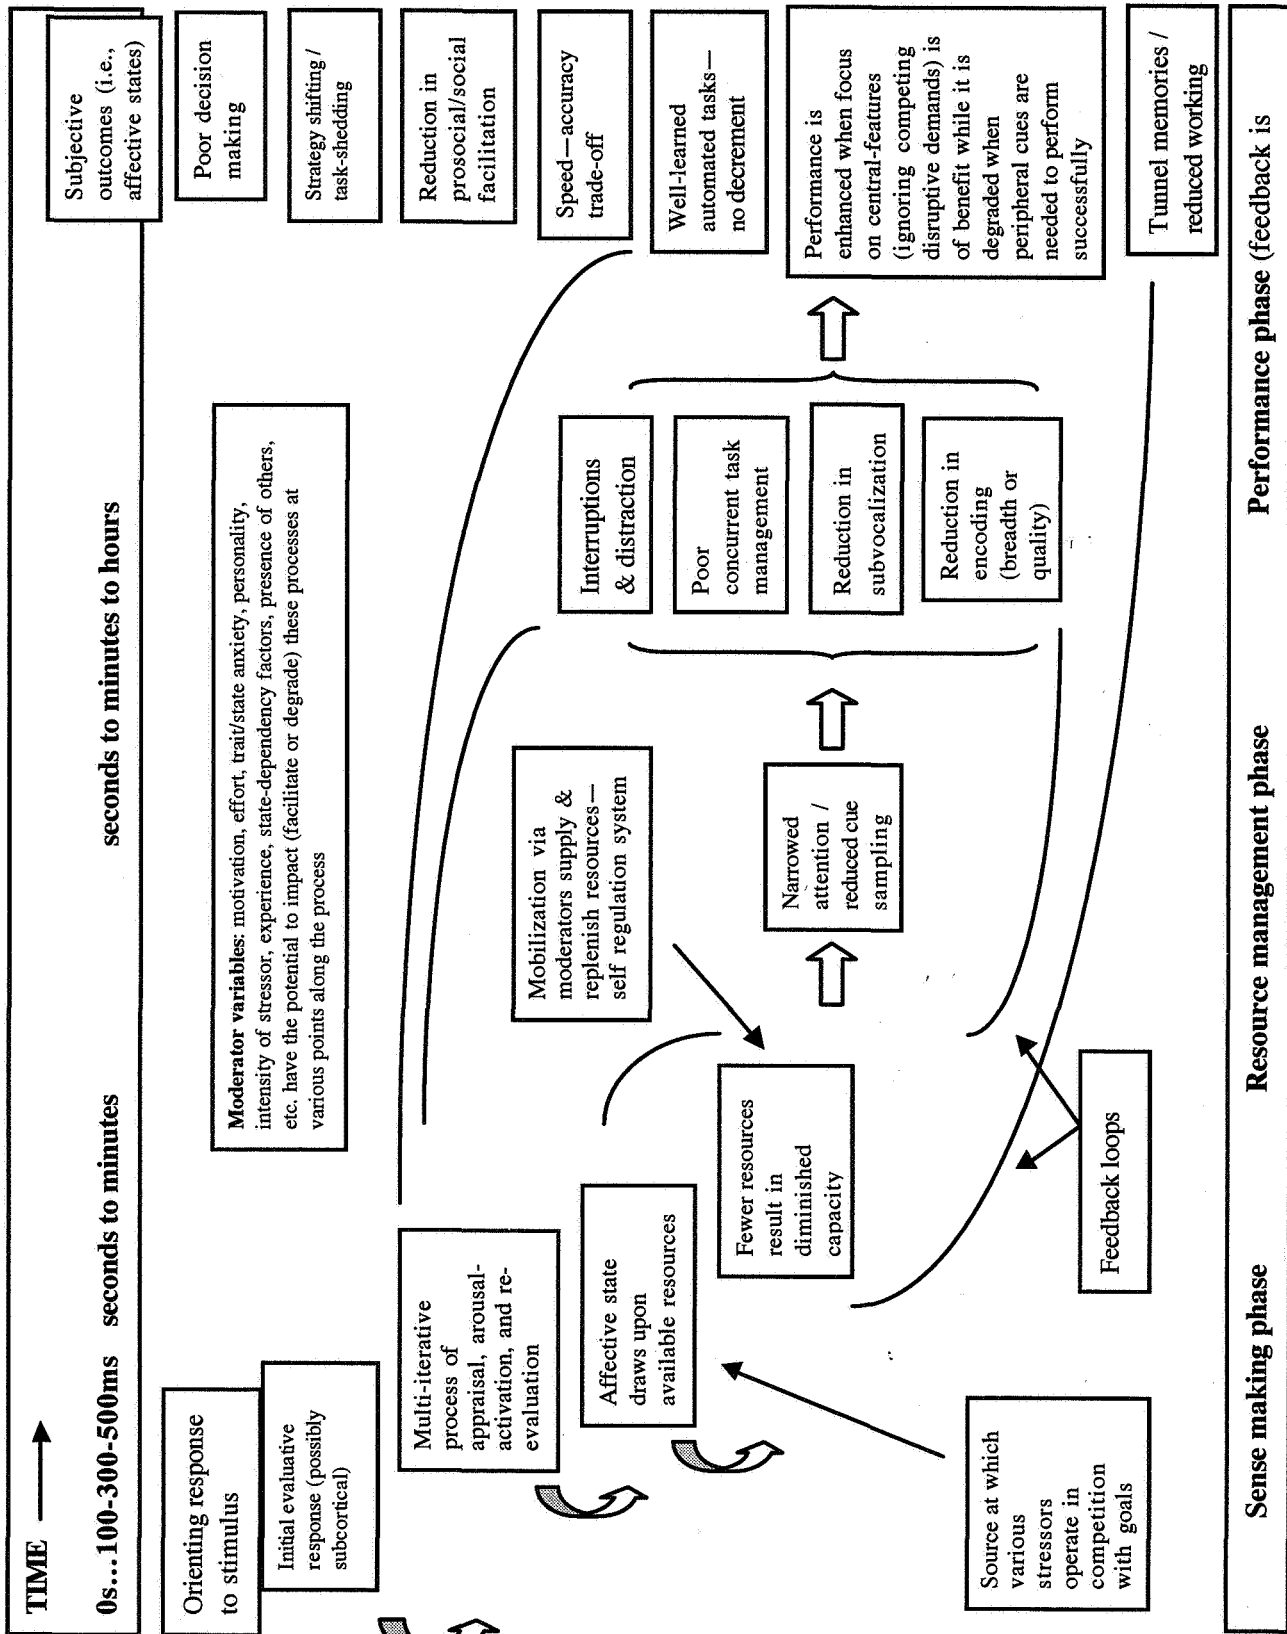 TIME
0s...100-300-500ms seconds to minutes seconds to minutes to hours
Orienting response
to stimulus
Initial evaluative
response (possibly
subcortical)
Multi-iterative
process of
appraisal, arousal-
activation, and re-
evaluation
Affective state
draws upon
available resources
Source at which
various
stressors
operate in
competition
with goals
Moderator variables: motivation, effort, trait/state anxiety, personality,
intensity of stressor, experience, state-dependency factors, presence of others,
etc. have the potential to impact (facilitate or degrade) these processes at
various points along the process
Mobilization via
moderators supply &
replenish resources—
self regulation system
Fewer resources
result in
diminished
capacity
Feedback loops
Narrowed
attention /
reduced cue
sampling
Interruptions
& distraction
Poor
concurrent task
management
Reduction in
subvocalization
Reduction in
encoding
(breadth or
quality)
Subjective
outcomes (i.e.,
affective states)
Poor decision
making
Strategy shifting /
task-shedding
Reduction in
prosocial/social
facilitation
Speed—accuracy
trade-off
Well-learned
automated tasks—
no decrement
Performance is
enhanced when focus
on central-features
(ignoring competing
disruptive demands) is
of benefit while it is
degraded when
peripheral cues are
needed to perform
successfully
Tunnel memories /
reduced working
Sense making phase Resource management phase Performance phase (feedback is